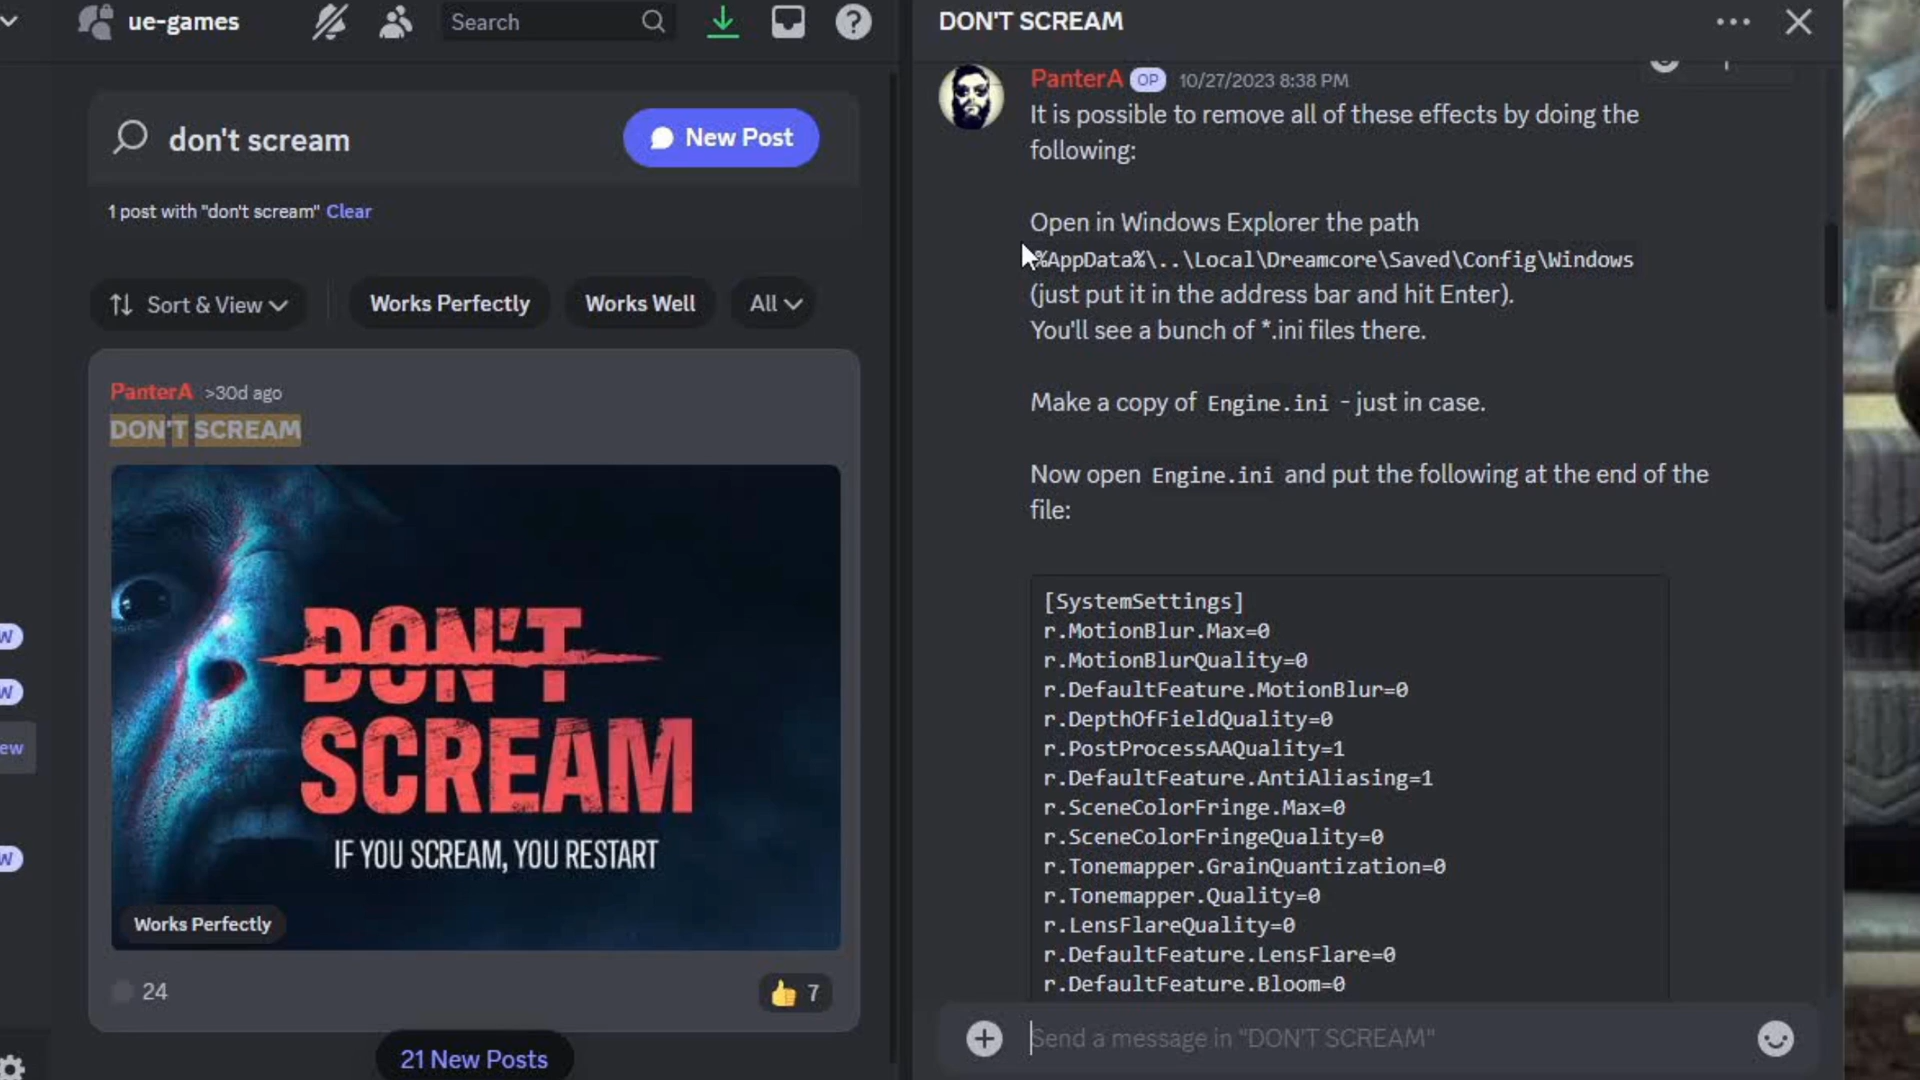 ue-games
Search
don't scream
New Post
1 post with "don't scream" Clear
Sort & View
Works Perfectly
Works Well
All
PanterA >30d ago
DON'T SCREAM
DON'T
SCREAM
IF YOU SCREAM, YOU RESTART
Works Perfectly
24
👍 7
21 New Posts
W
W
ew
W
DON'T SCREAM
PanterA OP 10/27/2023 8:38 PM
It is possible to remove all of these effects by doing the
following:
Open in Windows Explorer the path
%AppData%\..\Local\Dreamcore\Saved\Config\Windows
(just put it in the address bar and hit Enter).
You'll see a bunch of *.ini files there.
Make a copy of Engine.ini - just in case.
Now open Engine.ini and put the following at the end of the
file:
[SystemSettings]
r.MotionBlur.Max=0
r.MotionBlurQuality=0
r.DefaultFeature.MotionBlur=0
r.DepthOfFieldQuality=0
r.PostProcessAAQuality=1
r.DefaultFeature.AntiAliasing=1
r.SceneColorFringe.Max=0
r.SceneColorFringeQuality=0
r.Tonemapper.GrainQuantization=0
r.Tonemapper.Quality=0
r.LensFlareQuality=0
r.DefaultFeature.LensFlare=0
r.DefaultFeature.Bloom=0
Send a message in "DON'T SCREAM"